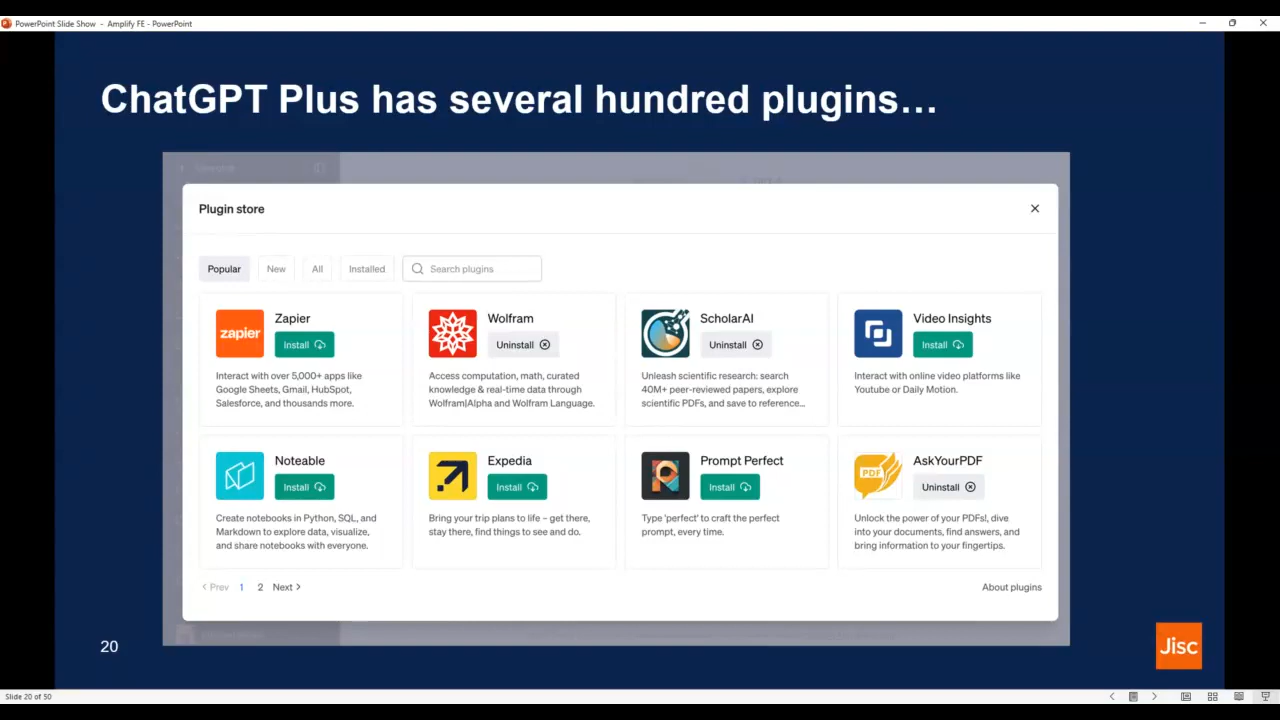 PowerPoint Slide Show - Amplify FE - PowerPoint
ChatGPT Plus has several hundred plugins…
Plugin store
Popular
New
All
Installed
Search plugins
zapier
Zapier
Install
Interact with over 5,000+ apps like
Google Sheets, Gmail, HubSpot,
Salesforce, and thousands more.
Wolfram
Uninstall
Access computation, math, curated
knowledge & real-time data through
Wolfram|Alpha and Wolfram Language.
ScholarAI
Uninstall
Unleash scientific research: search
40M+ peer-reviewed papers, explore
scientific PDFs, and save to reference...
Video Insights
Install
Interact with online video platforms like
Youtube or Daily Motion.
Noteable
Install
Create notebooks in Python, SQL, and
Markdown to explore data, visualize,
and share notebooks with everyone.
Expedia
Install
Bring your trip plans to life – get there,
stay there, find things to see and do.
Prompt Perfect
Install
Type 'perfect' to craft the perfect
prompt, every time.
PDF
AskYourPDF
Uninstall
Unlock the power of your PDFs!, dive
into your documents, find answers, and
bring information to your fingertips.
Prev 1 2 Next
About plugins
20
Jisc
Slide 20 of 50